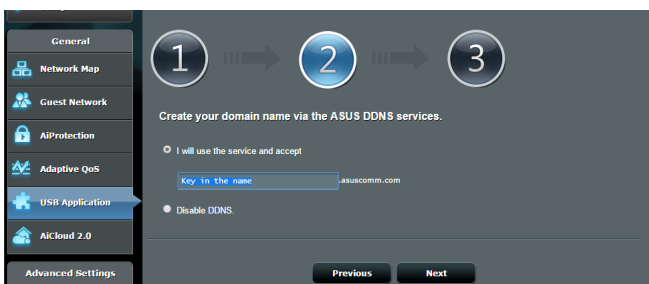 General
Network Map
Guest Network
AiProtection
Adaptive QoS
USB Application
AiCloud 2.0
Advanced Settings
1 2 3
Create your domain name via the ASUS DDNS services.
I will use the service and accept
Key in the name .asuscomm.com
Disable DDNS.
Previous Next